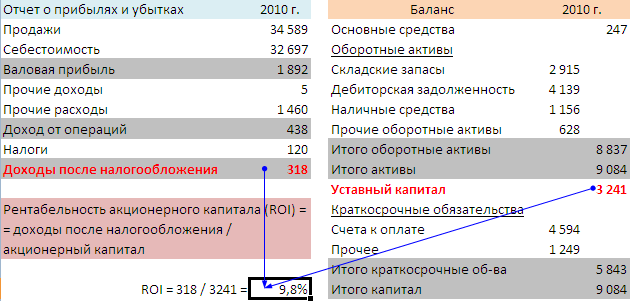 Отчет о прибылях и убытках 2010 г.
Продажи 34 589
Себестоимость 32 697
Валовая прибыль 1 892
Прочие доходы 5
Прочие расходы 1 460
Доход от операций 438
Налоги 120
Доходы после налогообложения 318
Рентабельность акционерного капитала (ROI) =
= доходы после налогообложения /
акционерный капитал
ROI = 318 / 3241 = 9,8%
Баланс 2010 г.
Основные средства 247
Оборотные активы
Складские запасы 2 915
Дебиторская задолженность 4 139
Наличные средства 1 156
Прочие оборотные активы 628
Итого оборотные активы 8 837
Итого активы 9 084
Уставный капитал 3 241
Краткосрочные обязательства
Счета к оплате 4 594
Прочее 1 249
Итого краткосрочные об-ва 5 843
Итого капитал 9 084